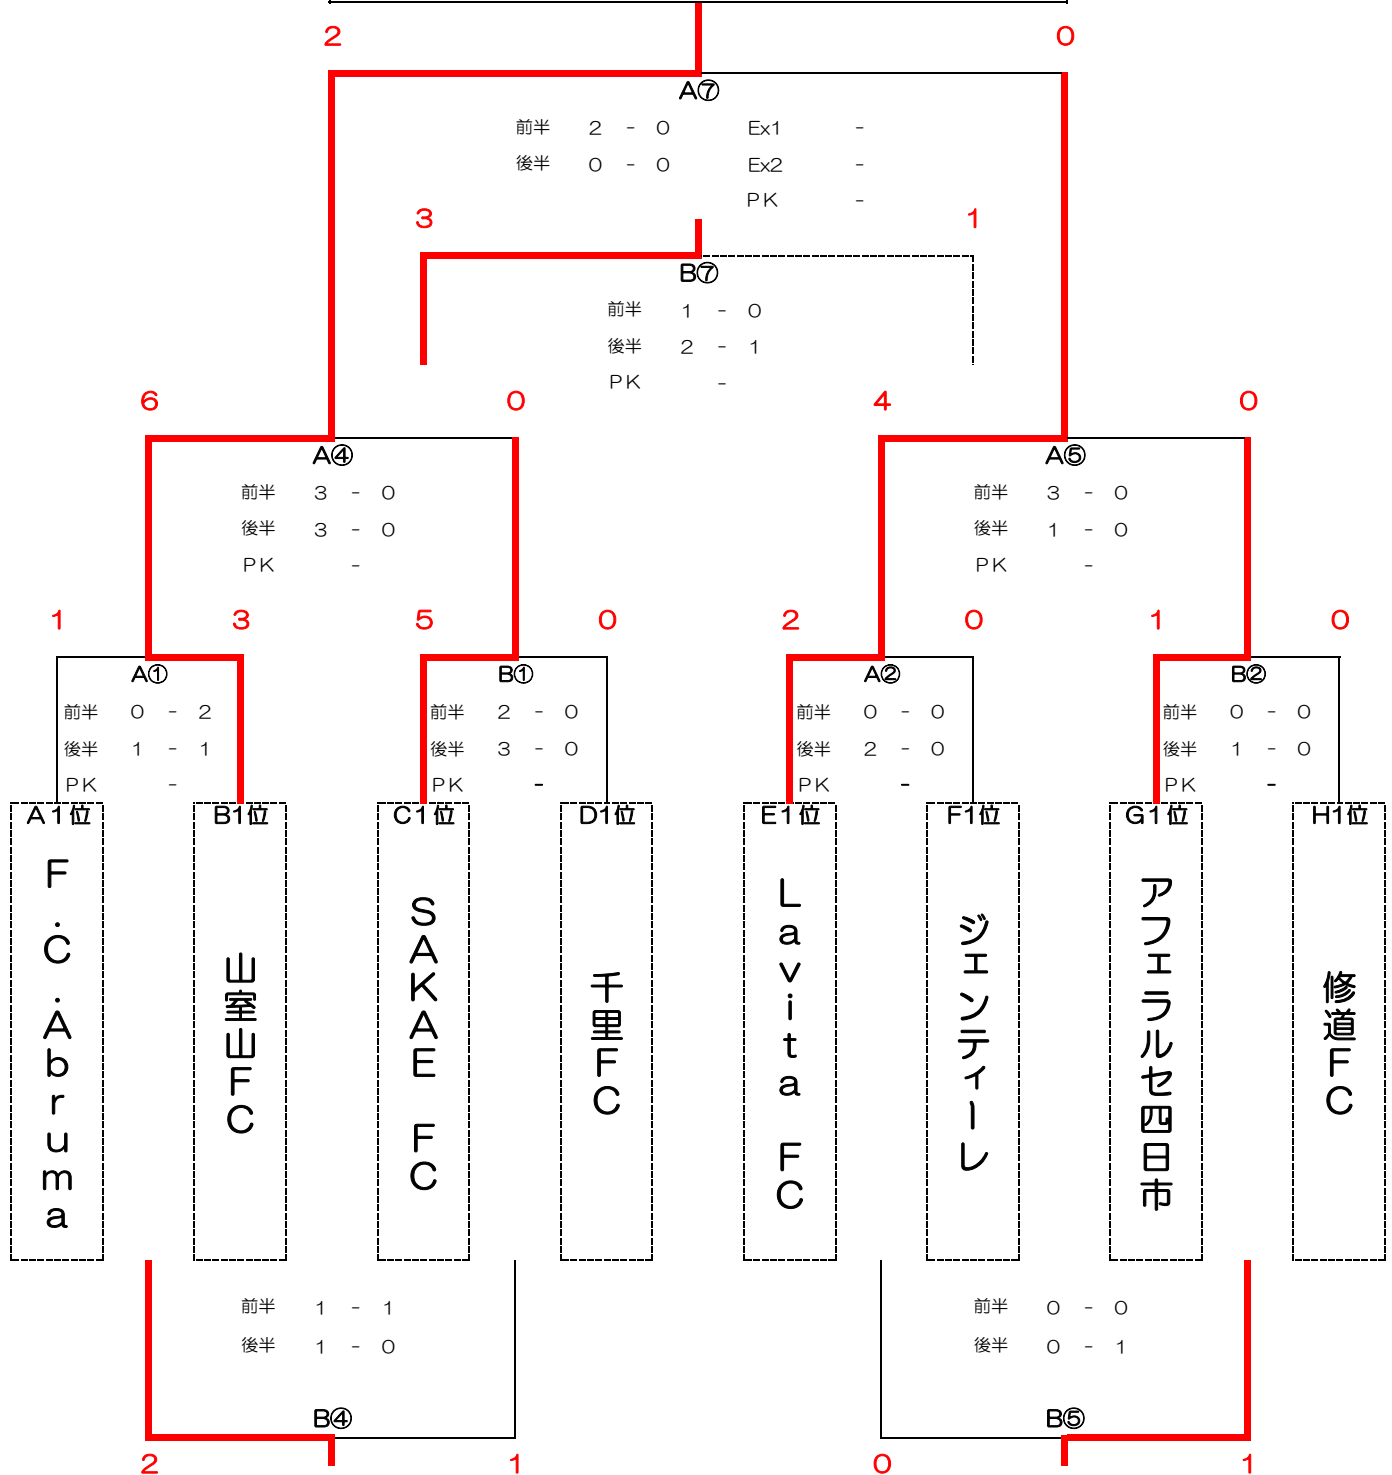 2 0
A⑦
前半 2 - 0 Ex1 -
後半 0 - 0 Ex2 -
PK -
3 1
B⑦
前半 1 - 0
後半 2 - 1
PK -
6 0 4 0
A④ A⑤
前半 3 - 0 前半 3 - 0
後半 3 - 0 後半 1 - 0
PK - PK -
1 3 5 0 2 0 1 0
A① B① A② B②
前半 0 - 2 前半 2 - 0 前半 0 - 0 前半 0 - 0
後半 1 - 1 後半 3 - 0 後半 2 - 0 後半 1 - 0
PK - PK - PK - PK -
A1位 B1位 C1位 D1位 E1位 F1位 G1位 H1位
F.C.Abruma
山室山FC
SAKAE FC
千里FC
Lavita FC
ジェンティーレ
アフェラルセ四日市
修道FC
前半 1 - 1 前半 0 - 0
後半 1 - 0 後半 0 - 1
B④ B⑤
2 1 0 1